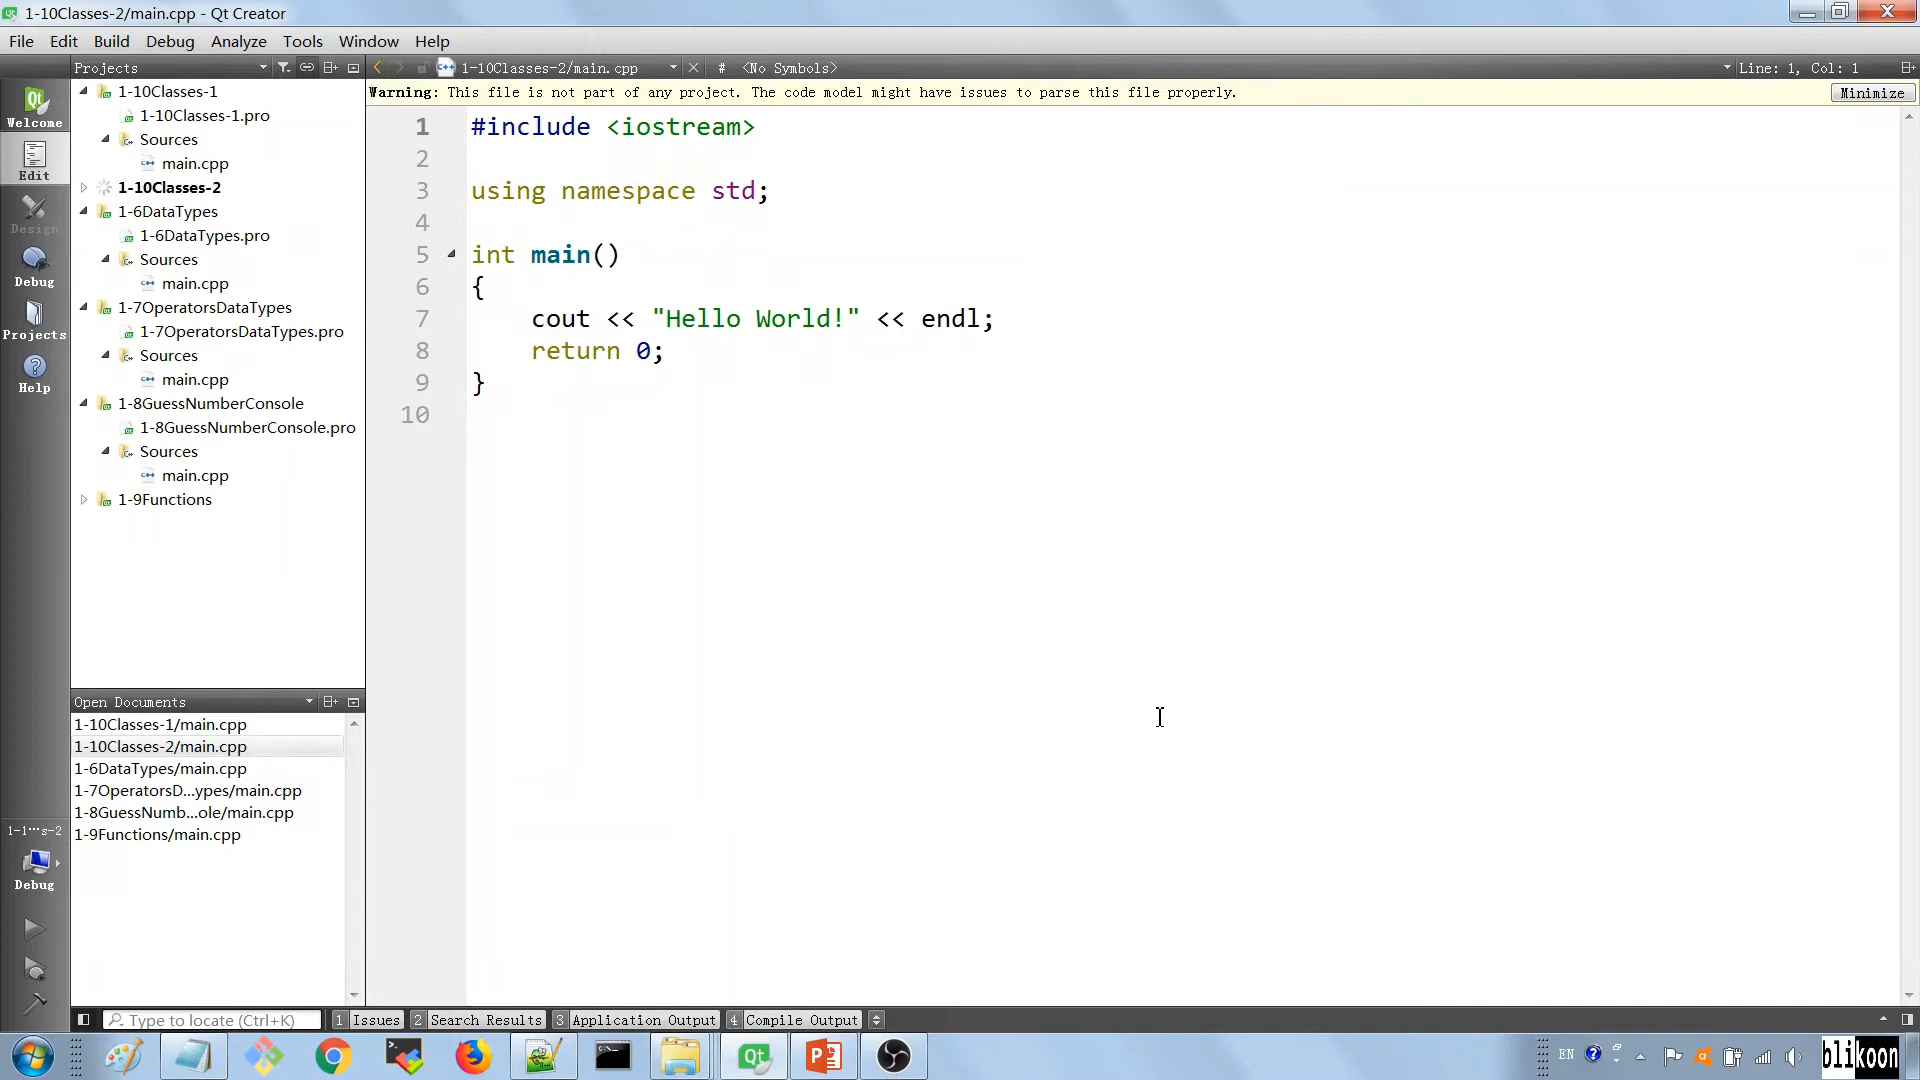 1-10Classes-2/main.cpp - Qt Creator
File Edit Build Debug Analyze Tools Window Help
Projects
1-10Classes-2/main.cpp # <No Symbols> Line: 1, Col: 1
Warning: This file is not part of any project. The code model might have issues to parse this file properly. Minimize
Welcome
Edit
Design
Debug
Projects
Help
1-10Classes-1
1-10Classes-1.pro
Sources
main.cpp
1-10Classes-2
1-6DataTypes
1-6DataTypes.pro
Sources
main.cpp
1-7OperatorsDataTypes
1-7OperatorsDataTypes.pro
Sources
main.cpp
1-8GuessNumberConsole
1-8GuessNumberConsole.pro
Sources
main.cpp
1-9Functions
1 #include <iostream>
2
3 using namespace std;
4
5 int main()
6 {
7 cout << "Hello World!" << endl;
8 return 0;
9 }
10
Open Documents
1-10Classes-1/main.cpp
1-10Classes-2/main.cpp
1-6DataTypes/main.cpp
1-7OperatorsD...ypes/main.cpp
1-8GuessNumb...ole/main.cpp
1-9Functions/main.cpp
1-1···s-2
Debug
Type to locate (Ctrl+K) 1 Issues 2 Search Results 3 Application Output 4 Compile Output
EN
blikoon